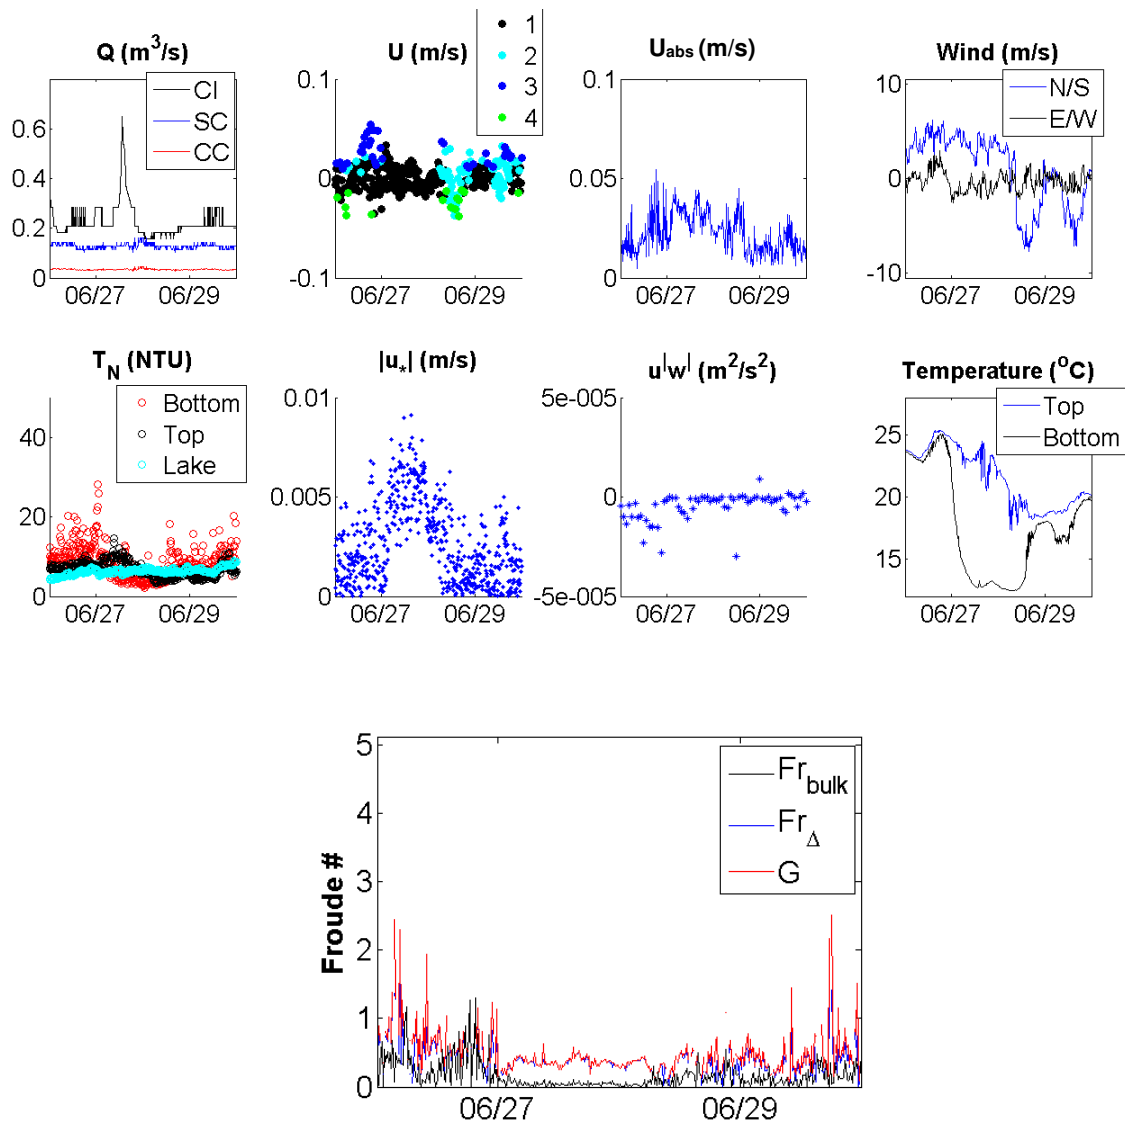 Q (m³/s)
CI
SC
CC
0.6
0.4
0.2
0
06/27
06/29
U (m/s)
1
2
3
4
0.1
0
-0.1
06/27
06/29
Uabs (m/s)
0.1
0.05
0
06/27
06/29
Wind (m/s)
N/S
E/W
10
0
-10
06/27
06/29
T_N (NTU)
Bottom
Top
Lake
40
20
0
06/27
06/29
|u_*| (m/s)
0.01
0.005
0
06/27
06/29
u|w| (m²/s²)
5e-005
0
-5e-005
06/27
06/29
Temperature (°C)
Top
Bottom
25
20
15
06/27
06/29
Froude #
5
4
3
2
1
0
Fr_bulk
Fr_Δ
G
06/27
06/29